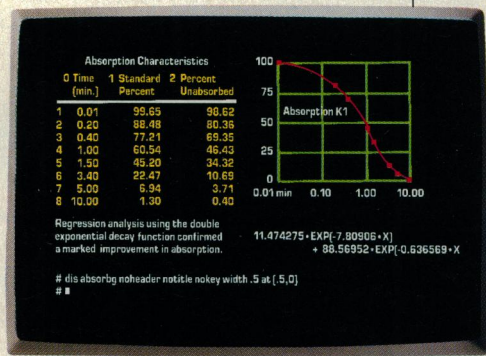 Absorption Characteristics
0 Time (min.) 1 Standard Percent 2 Percent Unabsorbed
1 0.01 99.65 98.62
2 0.20 88.48 80.36
3 0.40 77.21 69.35
4 1.00 60.54 46.43
5 1.50 45.20 34.32
6 3.40 22.47 10.69
7 5.00 6.94 3.71
8 10.00 1.30 0.40
100
75
50
25
0
Absorption K1
0.01 min 0.10 1.00 10.00
Regression analysis using the double
exponential decay function confirmed
a marked improvement in absorption.
11.474275*EXP(-7.80906*X)
+ 88.56952*EXP(-0.636569*X
# dis absorbg noheader notitle nokey width .5 at (.5,0)
#